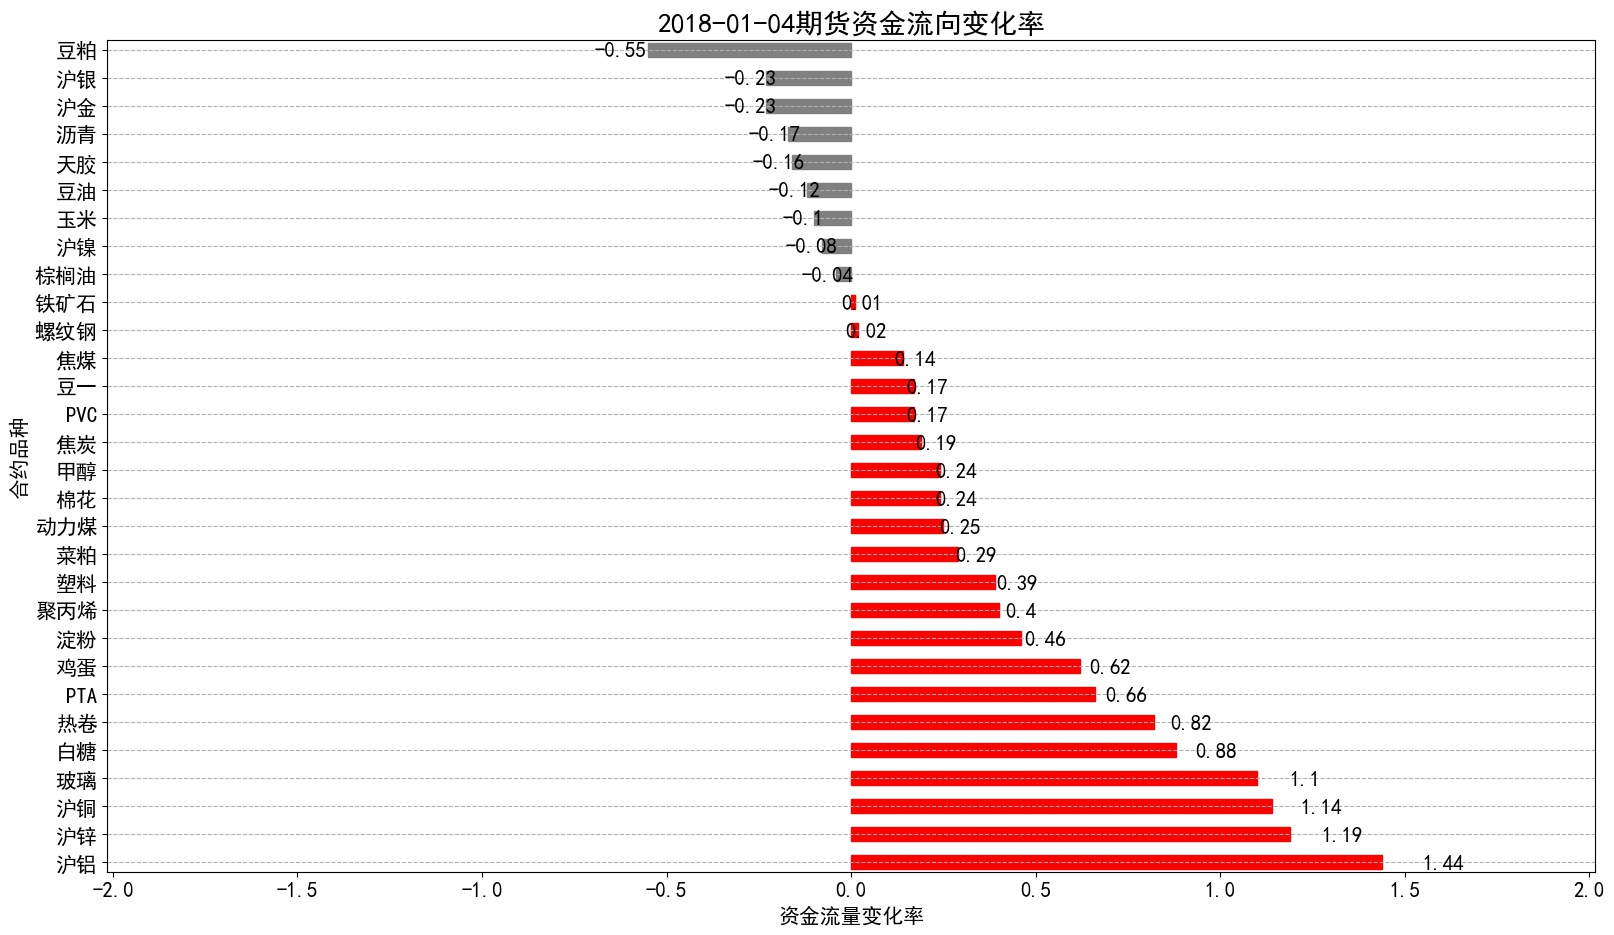 2018-01-04期货资金流向变化率
合约品种
豆粕 -0.55
沪银 -0.23
沪金 -0.23
沥青 -0.17
天胶 -0.16
豆油 -0.12
玉米 -0.1
沪镍 -0.08
棕榈油 -0.04
铁矿石 0.01
螺纹钢 0.02
焦煤 0.14
豆一 0.17
PVC 0.17
焦炭 0.19
甲醇 0.24
棉花 0.24
动力煤 0.25
菜粕 0.29
塑料 0.39
聚丙烯 0.4
淀粉 0.46
鸡蛋 0.62
PTA 0.66
热卷 0.82
白糖 0.88
玻璃 1.1
沪铜 1.14
沪锌 1.19
沪铝 1.44
-2.0 -1.5 -1.0 -0.5 0.0 0.5 1.0 1.5 2.0
资金流量变化率